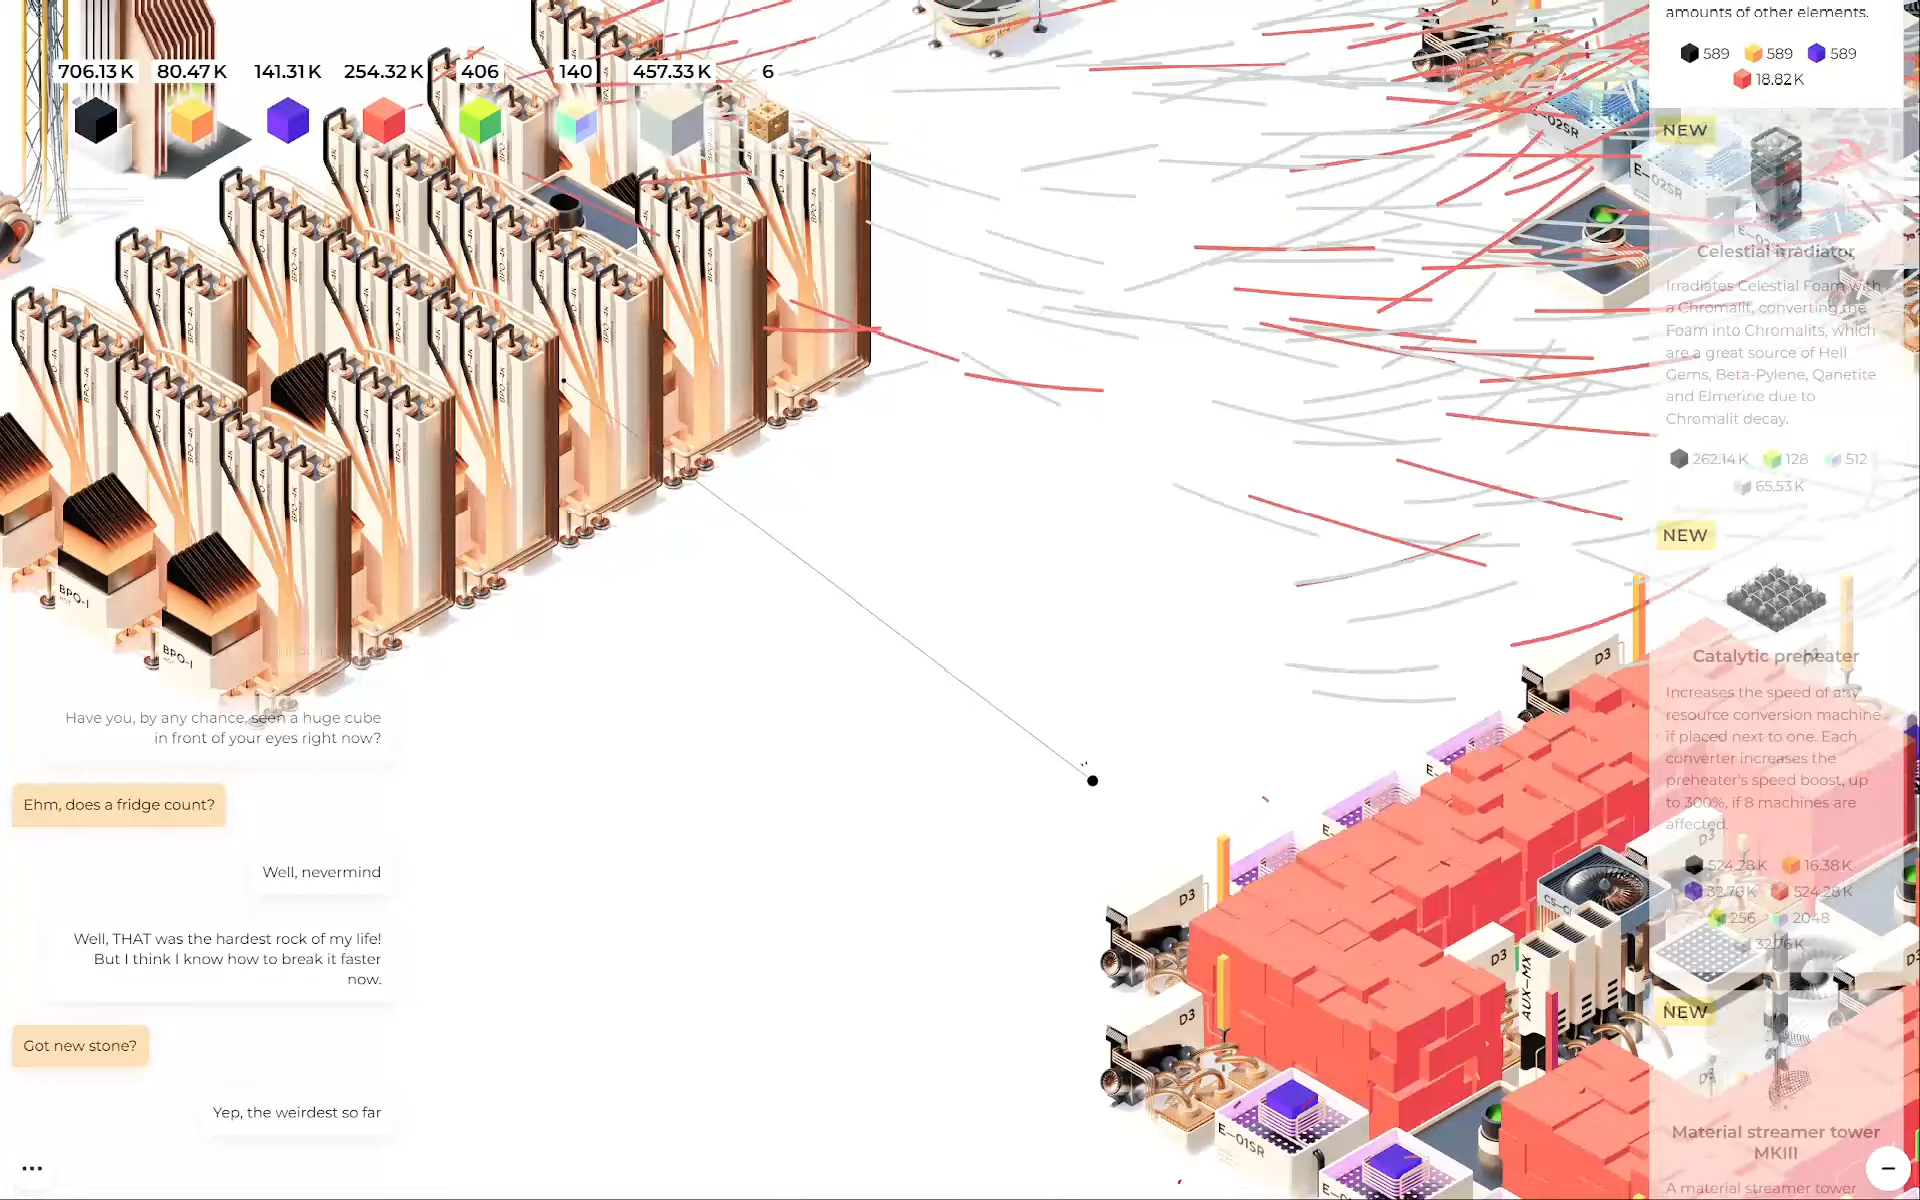 706.13 K 80.47 K 141.31 K 254.32 K 406 140 457.33 K 6
Have you, by any chance, seen a huge cube
in front of your eyes right now?
Ehm, does a fridge count?
Well, nevermind
Well, THAT was the hardest rock of my life!
But I think I know how to break it faster
now.
Got new stone?
Yep, the weirdest so far
amounts of other elements.
589 589 589
18.82 K
NEW
Celestial irradiator
Irradiates Celestial Foam with
a Chromalit, converting the
Foam into Chromalits, which
are a great source of Hell
Gems, Beta-Pylene, Qanetite
and Elmerine due to
Chromalit decay.
262.14 K 128 512
65.53 K
NEW
Catalytic preheater
Increases the speed of any
resource conversion machine
if placed next to one. Each
converter increases the
preheater's speed boost, up
to 300%, if 8 machines are
affected.
524.28 K 16.38 K
32.76 K 524.28 K
256 2048
32.76 K
NEW
Material streamer tower
MKIII
A material streamer tower
BPO-4K
BPO-1
BPO-1
E-02SR
E-02SR
D3
D3
D3
D3
AUX-MX
E-01SR